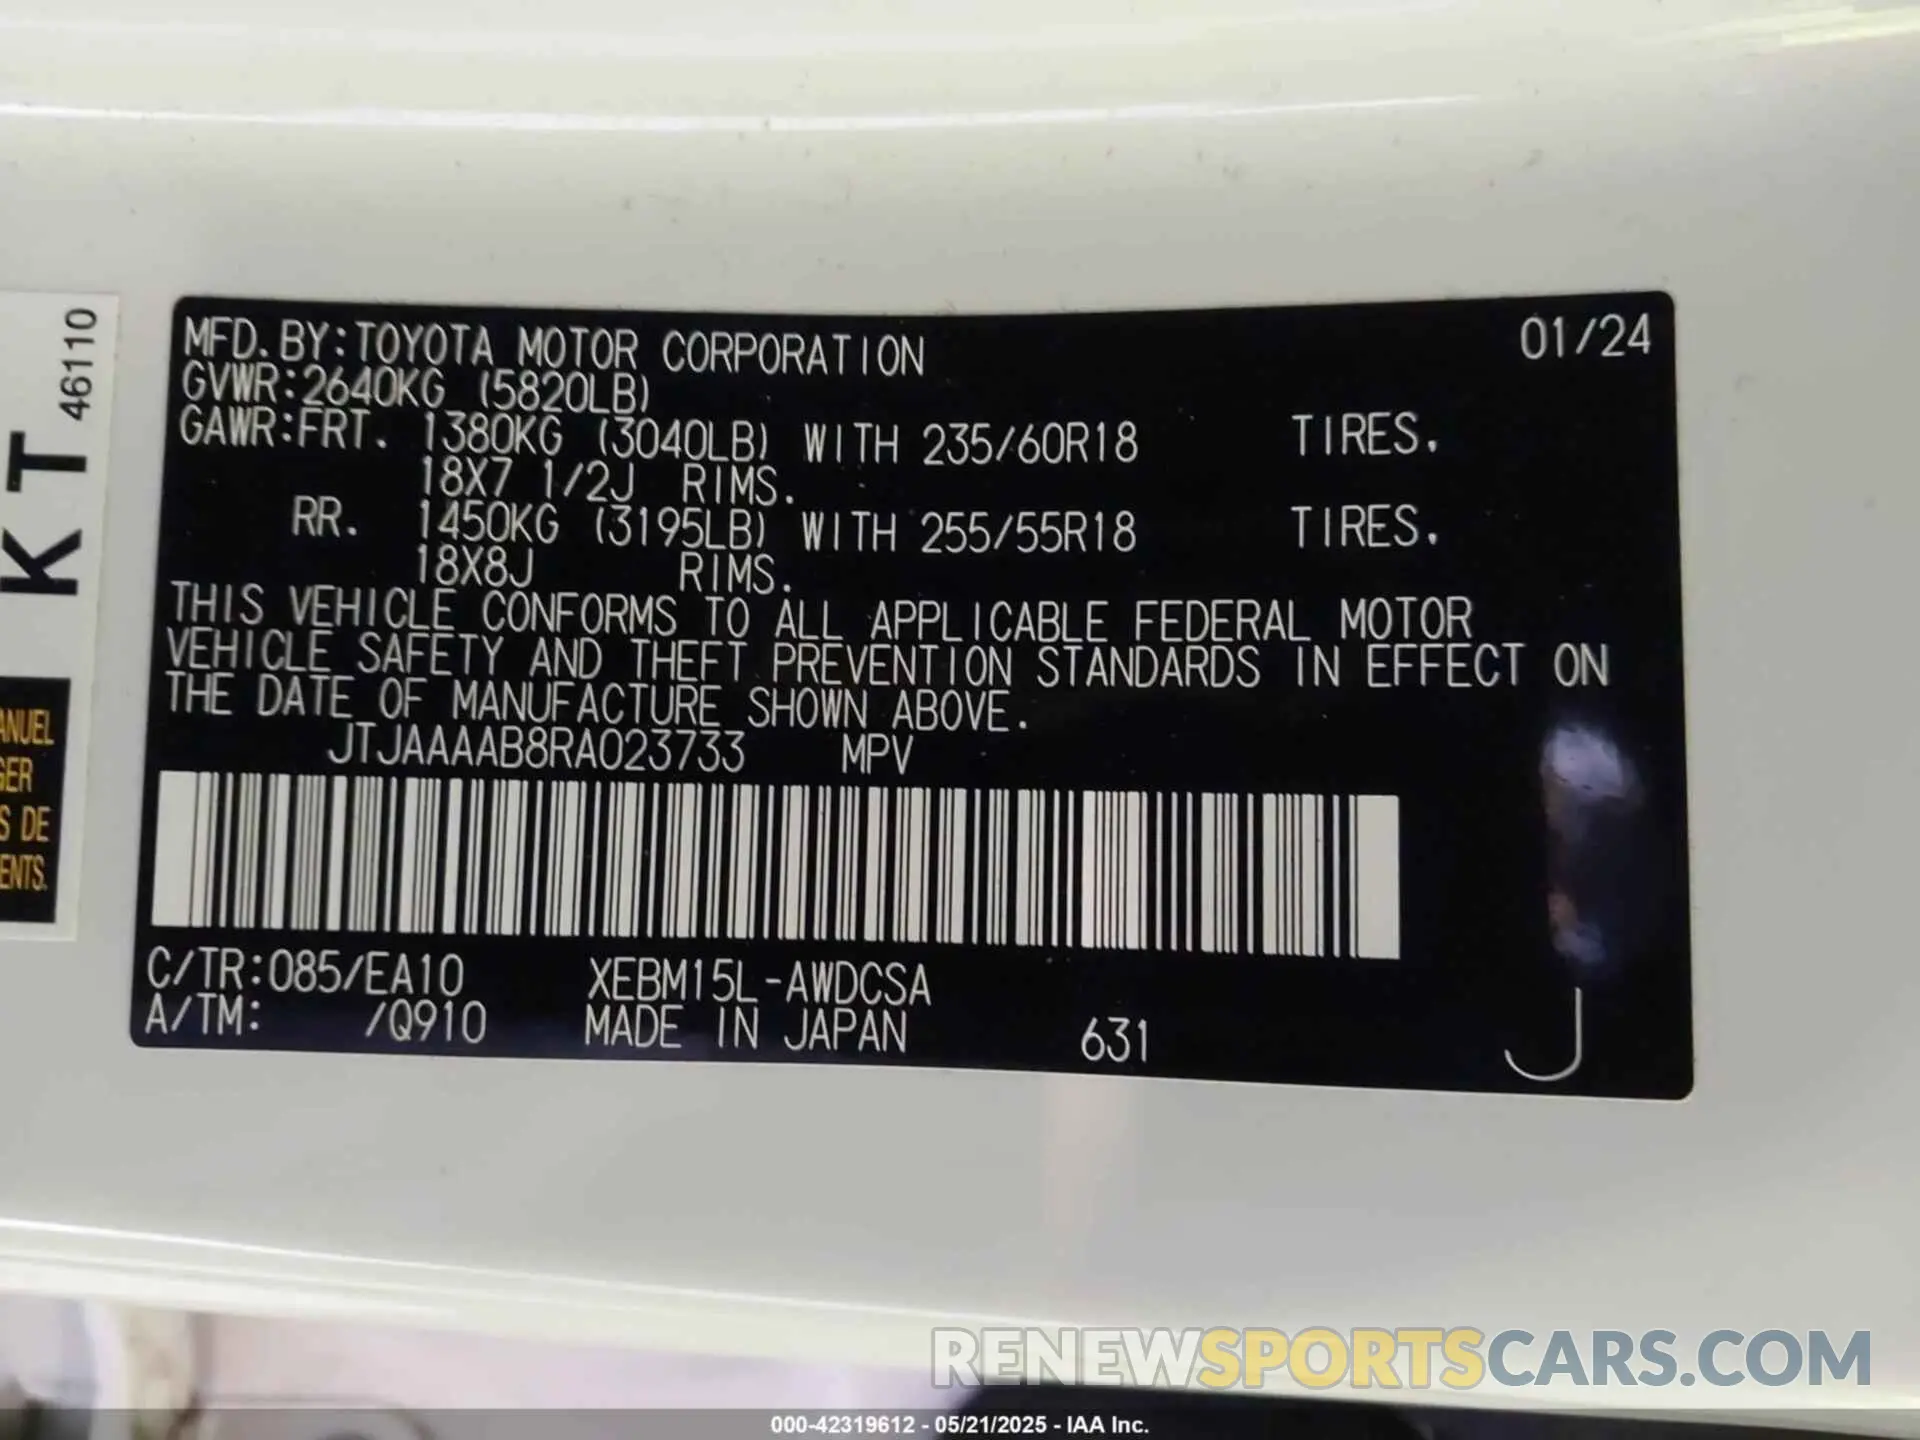 MFD. BY: TOYOTA MOTOR CORPORATION 01/24
GVWR: 2640KG (5820LB)
GAWR: FRT. 1380KG (3040LB) WITH 235/60R18 TIRES.
18X7 1/2J RIMS.
RR. 1450KG (3195LB) WITH 255/55R18 TIRES.
18X8J RIMS.
THIS VEHICLE CONFORMS TO ALL APPLICABLE FEDERAL MOTOR
VEHICLE SAFETY AND THEFT PREVENTION STANDARDS IN EFFECT ON
THE DATE OF MANUFACTURE SHOWN ABOVE.
JTJAAAAB8RA023733 MPV
C/TR: 085/EA10 XEBM15L-AWDCSA
A/TM: /Q910 MADE IN JAPAN 631
J
KT 46110
ANUEL
GER
S DE
ENTS.
RENEWSPORTSCARS.COM
000-42319612 - 05/21/2025 - IAA Inc.